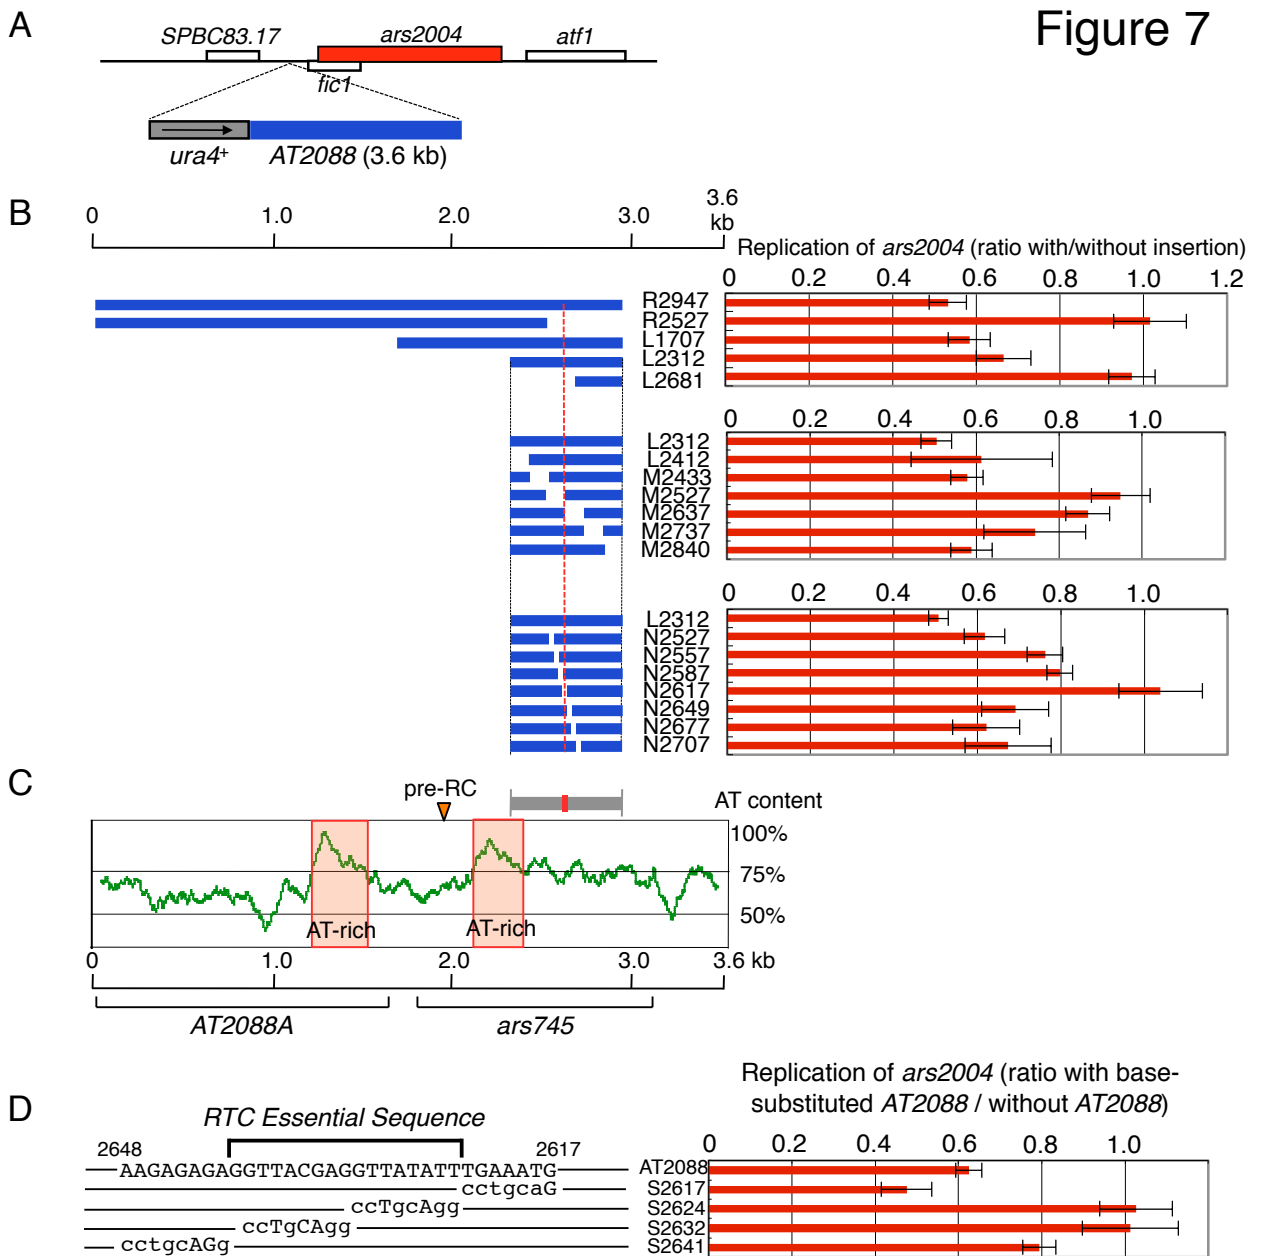 Figure 7
A
SPBC83.17
ars2004
atf1
fic1
ura4+
AT2088 (3.6 kb)
B
0 1.0 2.0 3.0 3.6 kb
Replication of ars2004 (ratio with/without insertion)
0 0.2 0.4 0.6 0.8 1.0 1.2
R2947
R2527
L1707
L2312
L2681
0 0.2 0.4 0.6 0.8 1.0
L2312
L2412
M2433
M2527
M2637
M2737
M2840
0 0.2 0.4 0.6 0.8 1.0
L2312
N2527
N2557
N2587
N2617
N2649
N2677
N2707
C
pre-RC
AT content
100%
75%
50%
AT-rich AT-rich
0 1.0 2.0 3.0 3.6 kb
AT2088A ars745
D
RTC Essential Sequence
2648 2617
AAGAGAGAGGTTACGAGGTTATATTTGAAATG
cctgcaG
ccTgcAgg
ccTgCAgg
cctgcAGg
Replication of ars2004 (ratio with base-
substituted AT2088 / without AT2088)
0 0.2 0.4 0.6 0.8 1.0
AT2088
S2617
S2624
S2632
S2641